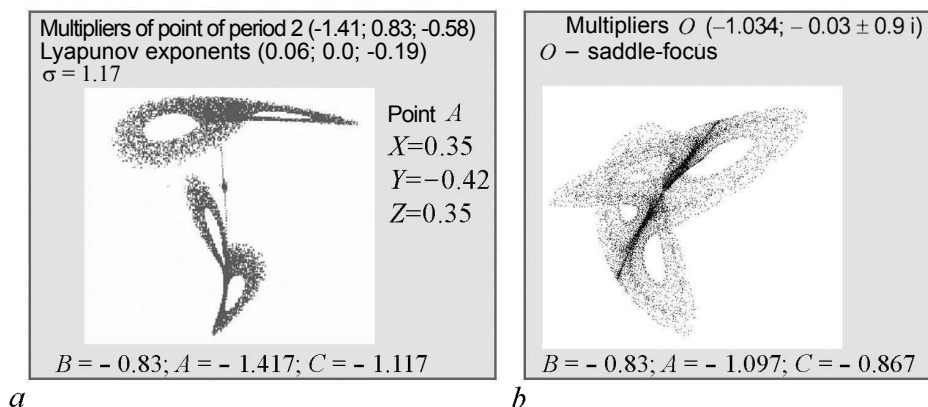 Multipliers of point of period 2 (-1.41; 0.83; -0.58)
Lyapunov exponents (0.06; 0.0; -0.19)
σ = 1.17
Point A
X=0.35
Y=−0.42
Z=0.35
B = − 0.83; A = − 1.417; C = − 1.117
a
Multipliers O (−1.034; − 0.03 ± 0.9 i)
O − saddle-focus
B = − 0.83; A = − 1.097; C = − 0.867
b